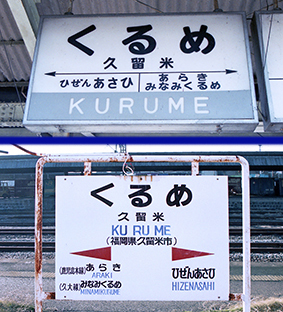 くるめ
久留米
ひぜんあさひ
あらき
みなみくるめ
KURUME
くるめ
久留米
KU RU ME
(福岡県久留米市)
(鹿児島本線)あらき
ARAKI
(久大線)みなみくるめ
MINAMIKURUME
ひぜんあさひ
HIZENASAHI